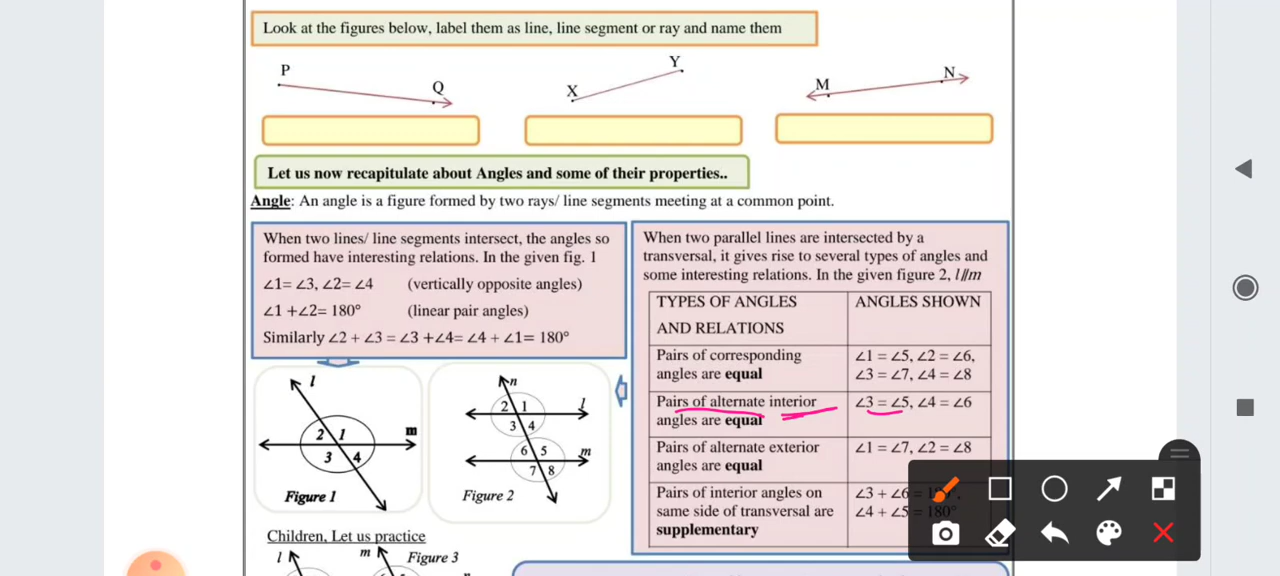 Look at the figures below, label them as line, line segment or ray and name them
P Q X Y M N
Let us now recapitulate about Angles and some of their properties..
Angle: An angle is a figure formed by two rays/ line segments meeting at a common point.
When two lines/ line segments intersect, the angles so
formed have interesting relations. In the given fig. 1
∠1= ∠3, ∠2= ∠4 (vertically opposite angles)
∠1 +∠2= 180° (linear pair angles)
Similarly ∠2 + ∠3 = ∠3 +∠4= ∠4 + ∠1= 180°
When two parallel lines are intersected by a
transversal, it gives rise to several types of angles and
some interesting relations. In the given figure 2, l//m
TYPES OF ANGLES
AND RELATIONS
ANGLES SHOWN
Pairs of corresponding
angles are equal
∠1 = ∠5, ∠2 = ∠6,
∠3 = ∠7, ∠4 = ∠8
Pairs of alternate interior
angles are equal
∠3 = ∠5, ∠4 = ∠6
Pairs of alternate exterior
angles are equal
∠1 = ∠7, ∠2 = ∠8
Pairs of interior angles on
same side of transversal are
supplementary
∠3 + ∠6 = 180°,
∠4 + ∠5 = 180°
l
2 1 m
3 4
Figure 1
n
2 1 l
3 4
6 5 m
7 8
Figure 2
Children, Let us practice
l m Figure 3